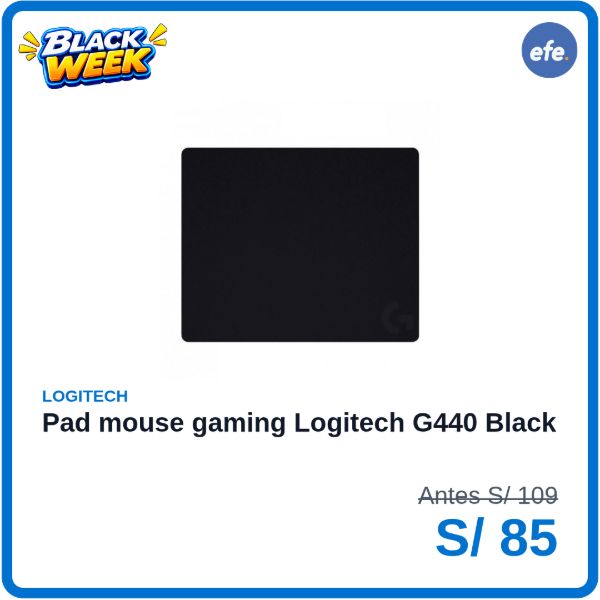 BLACK
WEEK
efe.
LOGITECH
Pad mouse gaming Logitech G440 Black
Antes S/ 109
S/ 85